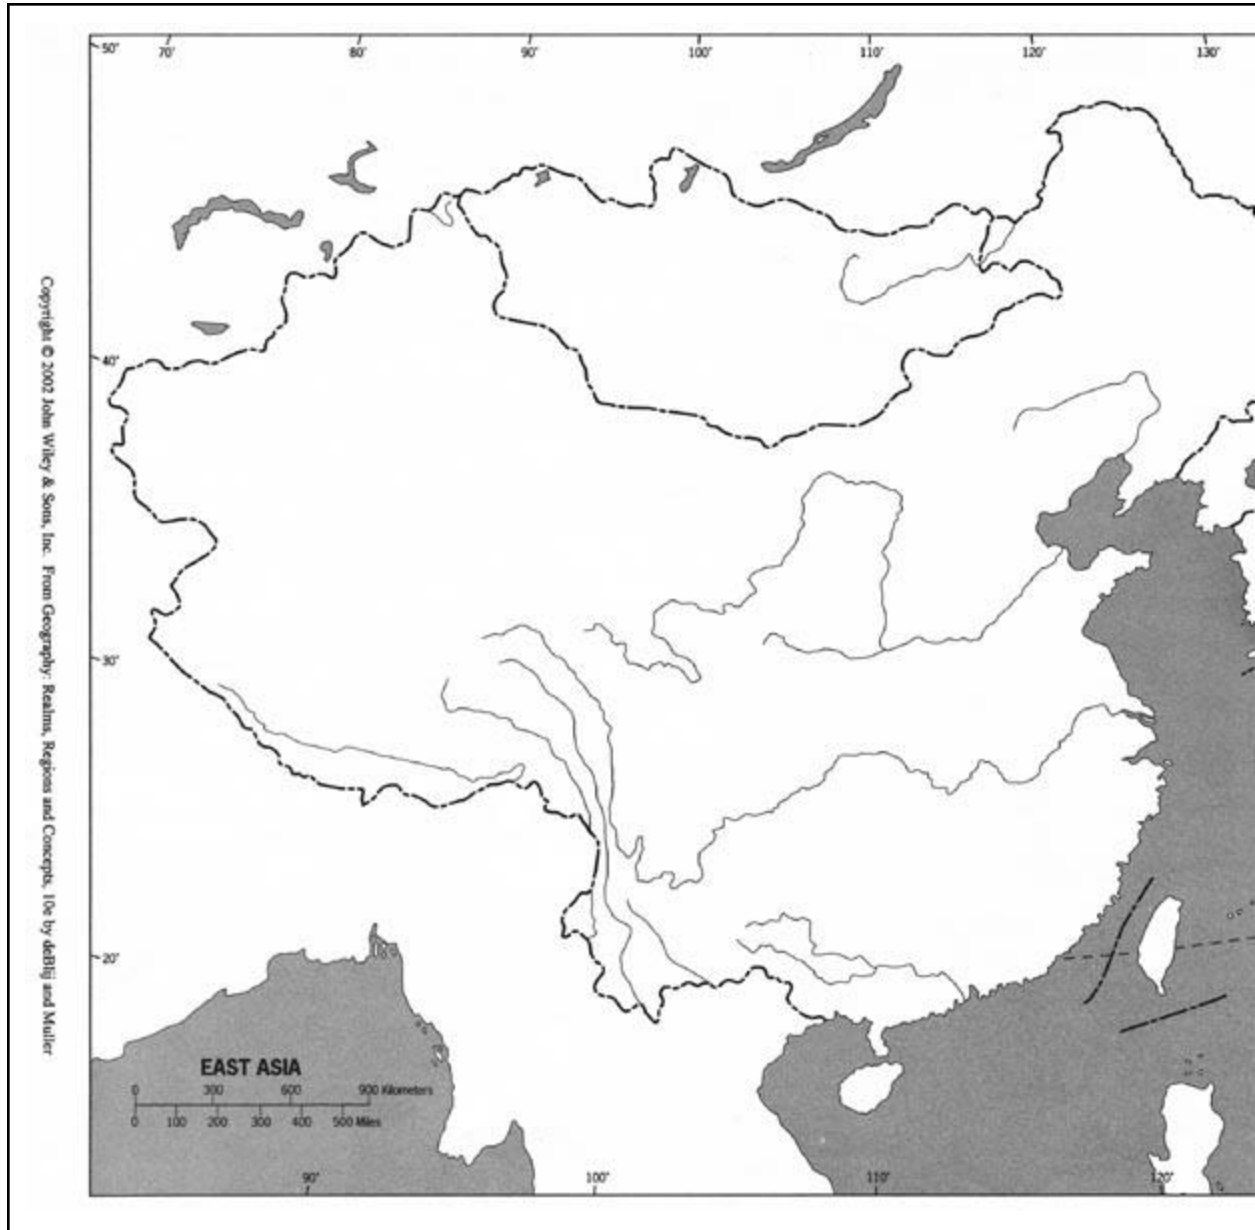 50°
70°
80°
90°
100°
110°
120°
130°
40°
30°
20°
Copyright © 2002 John Wiley & Sons, Inc. From Geography: Realms, Regions and Concepts, 10e by deBlij and Muller
EAST ASIA
0 300 600 900 Kilometers
0 100 200 300 400 500 Miles
90° 100° 110° 120°